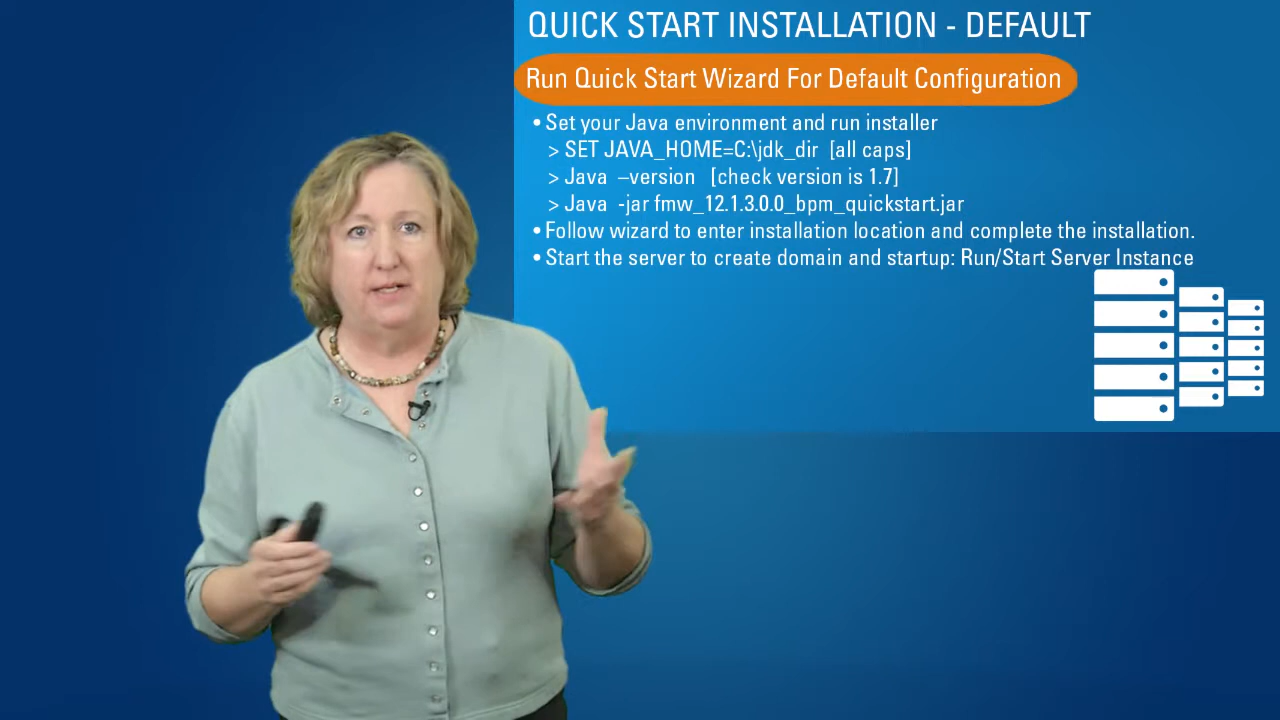 QUICK START INSTALLATION - DEFAULT
Run Quick Start Wizard For Default Configuration
• Set your Java environment and run installer
> SET JAVA_HOME=C:\jdk_dir [all caps]
> Java –version [check version is 1.7]
> Java -jar fmw_12.1.3.0.0_bpm_quickstart.jar
• Follow wizard to enter installation location and complete the installation.
• Start the server to create domain and startup: Run/Start Server Instance